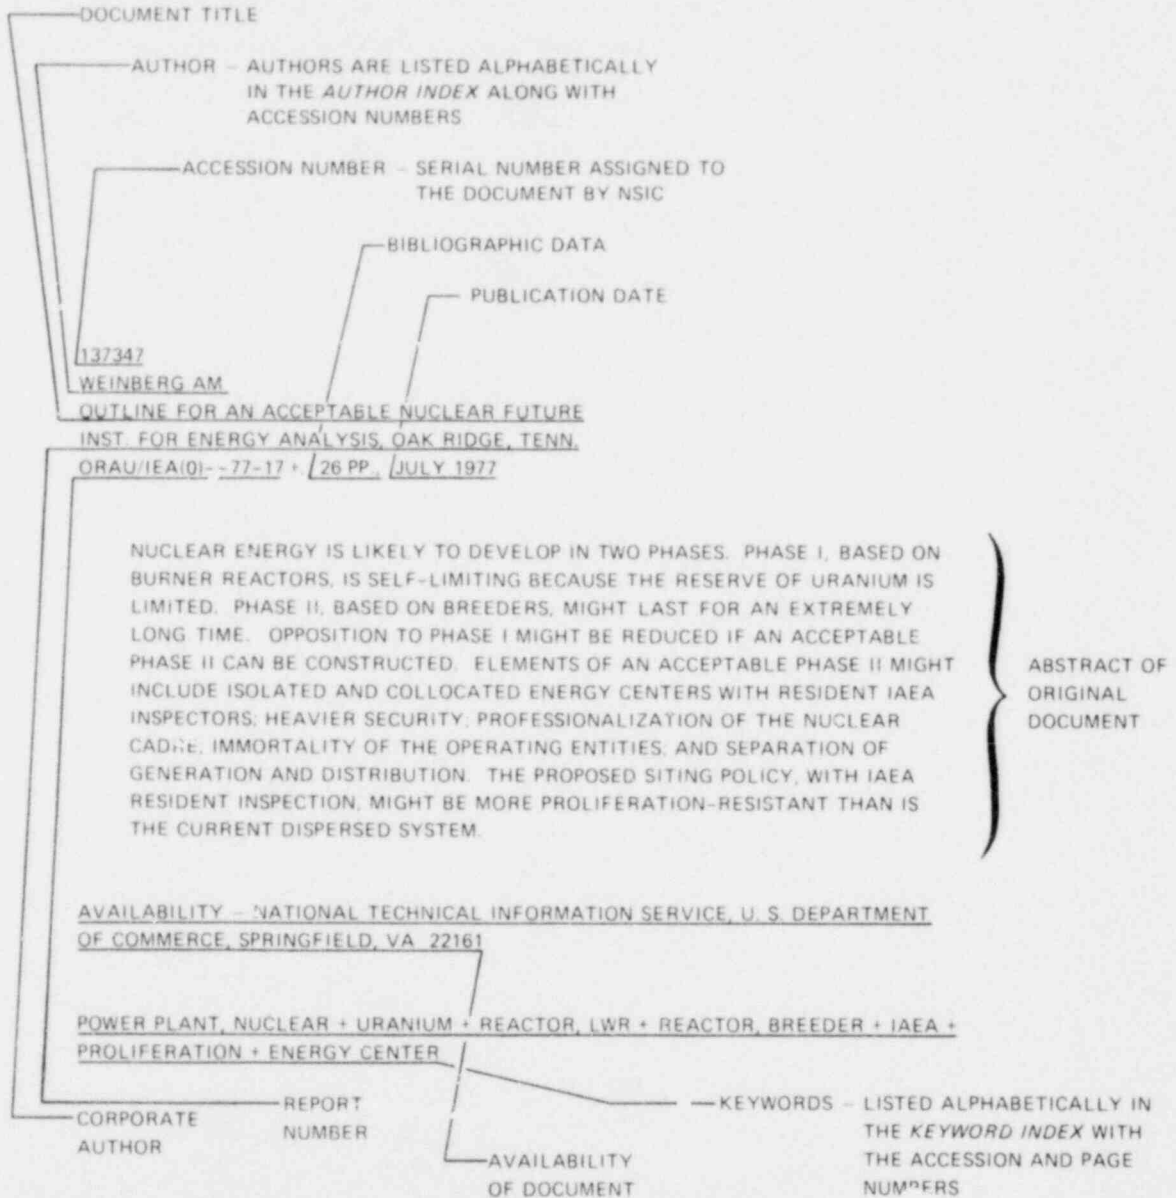 DOCUMENT TITLE
AUTHOR – AUTHORS ARE LISTED ALPHABETICALLY
IN THE AUTHOR INDEX ALONG WITH
ACCESSION NUMBERS
ACCESSION NUMBER – SERIAL NUMBER ASSIGNED TO
THE DOCUMENT BY NSIC
BIBLIOGRAPHIC DATA
PUBLICATION DATE
137347
WEINBERG AM
OUTLINE FOR AN ACCEPTABLE NUCLEAR FUTURE
INST. FOR ENERGY ANALYSIS, OAK RIDGE, TENN.
ORAU/IEA(O)--77-17 + 26 PP., JULY 1977
NUCLEAR ENERGY IS LIKELY TO DEVELOP IN TWO PHASES. PHASE I, BASED ON
BURNER REACTORS, IS SELF-LIMITING BECAUSE THE RESERVE OF URANIUM IS
LIMITED. PHASE II, BASED ON BREEDERS, MIGHT LAST FOR AN EXTREMELY
LONG TIME. OPPOSITION TO PHASE I MIGHT BE REDUCED IF AN ACCEPTABLE
PHASE II CAN BE CONSTRUCTED. ELEMENTS OF AN ACCEPTABLE PHASE II MIGHT
INCLUDE ISOLATED AND COLLOCATED ENERGY CENTERS WITH RESIDENT IAEA
INSPECTORS; HEAVIER SECURITY; PROFESSIONALIZATION OF THE NUCLEAR
CADRE; IMMORTALITY OF THE OPERATING ENTITIES; AND SEPARATION OF
GENERATION AND DISTRIBUTION. THE PROPOSED SITING POLICY, WITH IAEA
RESIDENT INSPECTION, MIGHT BE MORE PROLIFERATION-RESISTANT THAN IS
THE CURRENT DISPERSED SYSTEM.
ABSTRACT OF
ORIGINAL
DOCUMENT
AVAILABILITY – NATIONAL TECHNICAL INFORMATION SERVICE, U. S. DEPARTMENT
OF COMMERCE, SPRINGFIELD, VA 22161
POWER PLANT, NUCLEAR + URANIUM + REACTOR, LWR + REACTOR, BREEDER + IAEA +
PROLIFERATION + ENERGY CENTER
CORPORATE
AUTHOR
REPORT
NUMBER
AVAILABILITY
OF DOCUMENT
KEYWORDS – LISTED ALPHABETICALLY IN
THE KEYWORD INDEX WITH
THE ACCESSION AND PAGE
NUMBERS